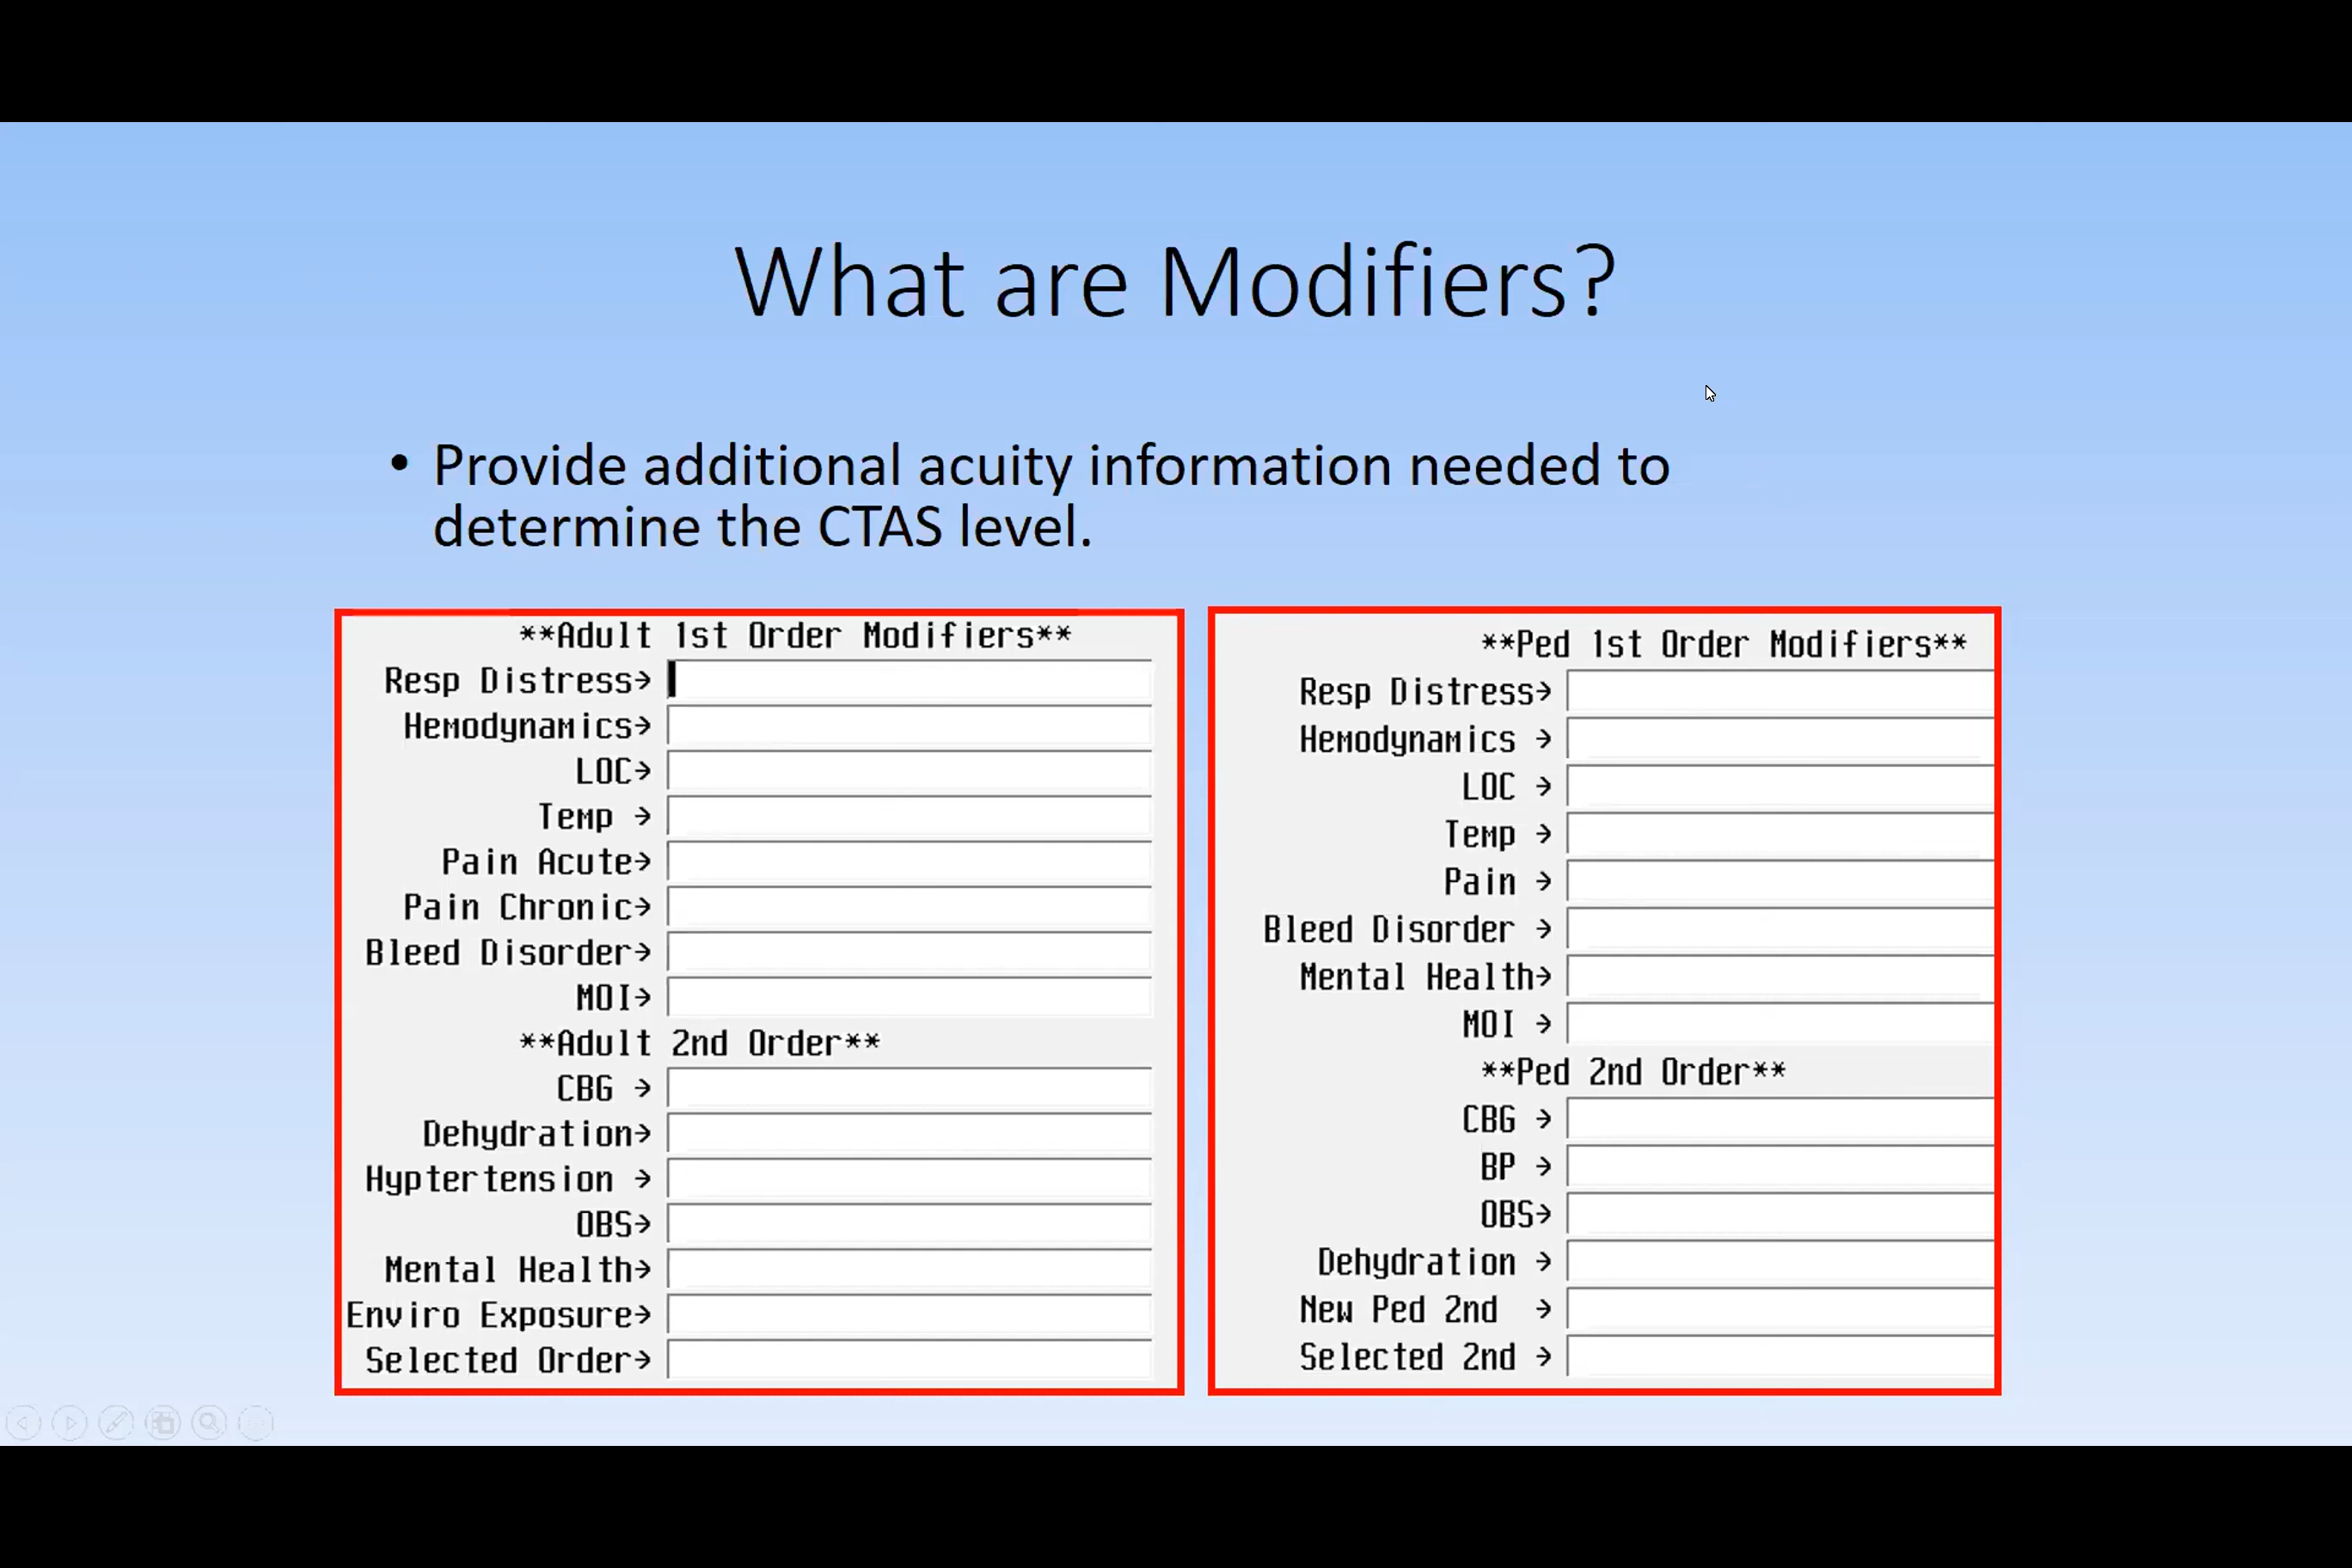 What are Modifiers?
• Provide additional acuity information needed to
determine the CTAS level.
**Adult 1st Order Modifiers**
Resp Distress→
Hemodynamics→
LOC→
Temp →
Pain Acute→
Pain Chronic→
Bleed Disorder→
MOI→
**Adult 2nd Order**
CBG →
Dehydration→
Hyptertension →
OBS→
Mental Health→
Enviro Exposure→
Selected Order→
**Ped 1st Order Modifiers**
Resp Distress→
Hemodynamics →
LOC →
Temp →
Pain →
Bleed Disorder →
Mental Health→
MOI →
**Ped 2nd Order**
CBG →
BP →
OBS→
Dehydration →
New Ped 2nd →
Selected 2nd →